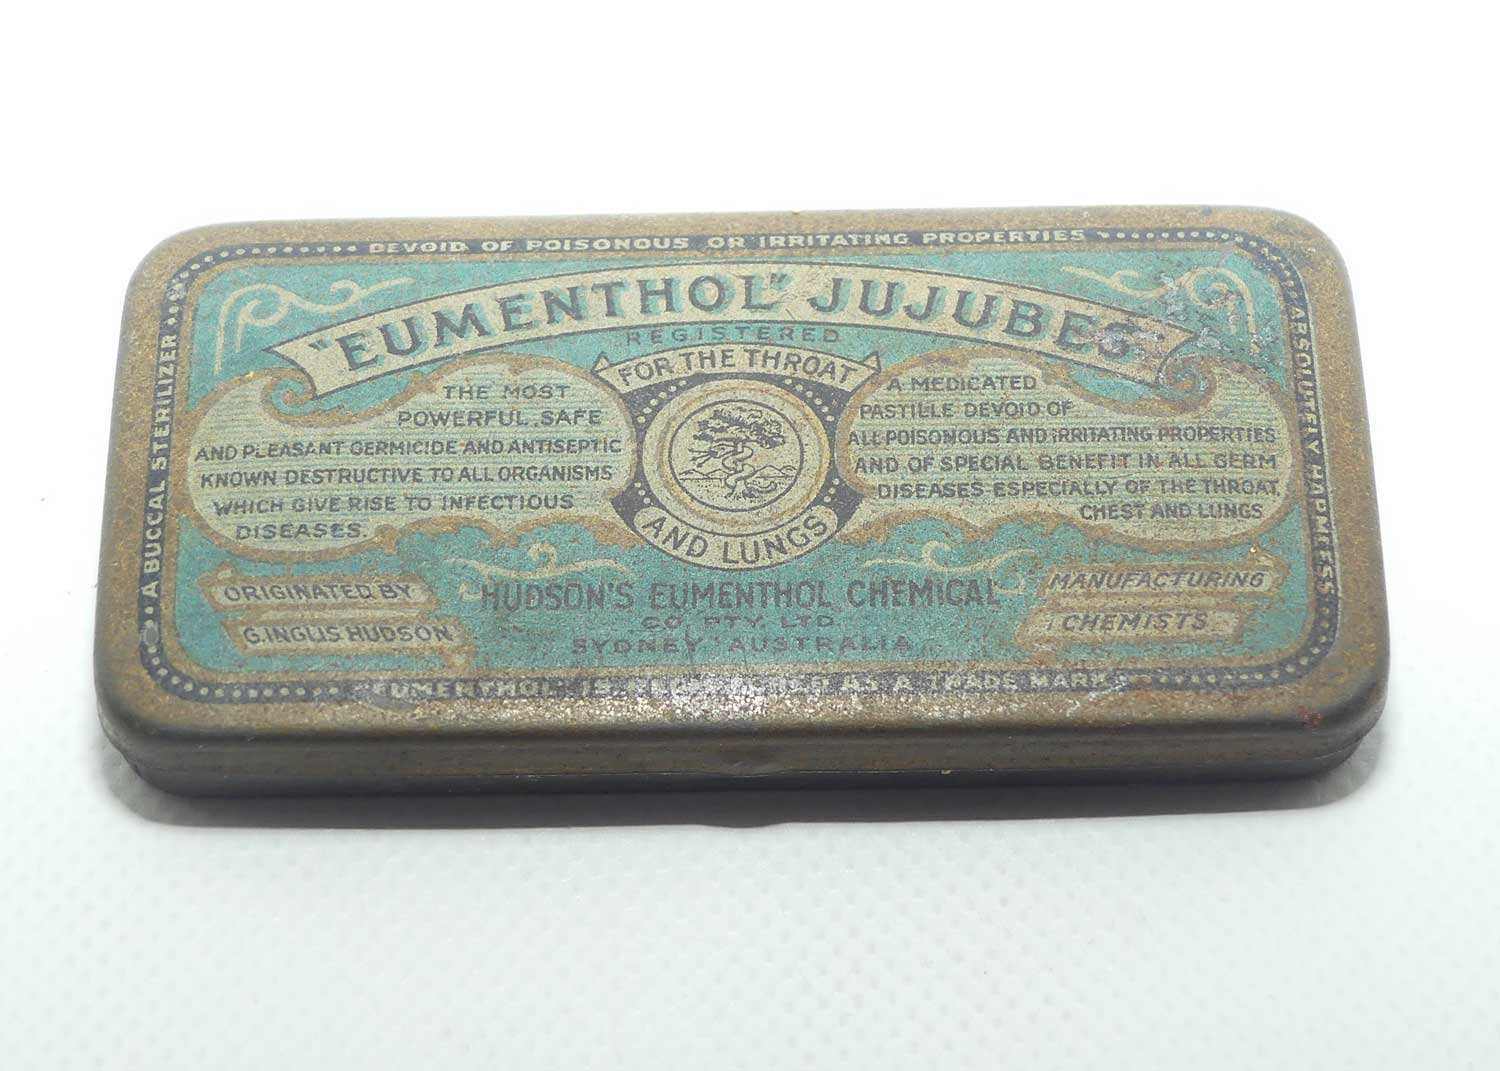 DEVOID OF POISONOUS OR IRRITATING PROPERTIES
"EUMENTHOL" JUJUBES
REGISTERED
FOR THE THROAT
AND LUNGS
THE MOST
POWERFUL, SAFE
AND PLEASANT GERMICIDE AND ANTISEPTIC
KNOWN DESTRUCTIVE TO ALL ORGANISMS
WHICH GIVE RISE TO INFECTIOUS
DISEASES.
A MEDICATED
PASTILLE DEVOID OF
ALL POISONOUS AND IRRITATING PROPERTIES
AND OF SPECIAL BENEFIT IN ALL GERM
DISEASES ESPECIALLY OF THE THROAT,
CHEST AND LUNGS
ORIGINATED BY
G. INGLIS HUDSON
HUDSON'S EUMENTHOL CHEMICAL
CO. PTY. LTD.
SYDNEY AUSTRALIA
MANUFACTURING
CHEMISTS
A BUCCAL STERILIZER
ABSOLUTELY HARMLESS
EUMENTHOL IS AS A TRADE MARK